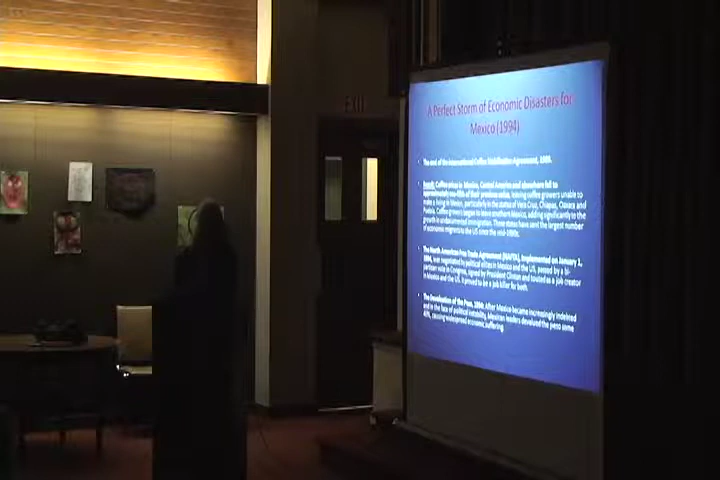 EXIT
A Perfect Storm of Economic Disasters for
Mexico (1994)
• The end of the International Coffee Stabilization Agreement, 1989.
• Result: Coffee prices in Mexico, Central America and elsewhere fell to
approximately of their previous value, leaving coffee growers unable to
make a living in Mexico, particularly in the states of Vera Cruz, Chiapas, Oaxaca and
Puebla. Coffee growers began to leave southern Mexico, adding significantly to the
growth in undocumented immigration. These states have sent the largest number
of economic migrants to the US since the mid-1990s.
• The North American Free Trade Agreement (NAFTA), implemented on January 1,
1994, was negotiated by political elites in Mexico and the US, passed by a bi-
partisan vote in Congress, signed by President Clinton and touted as a job creator
in Mexico and the US. It proved to be a job killer for both.
• The Devaluation of the Peso, 1994: After Mexico became increasingly indebted
and in the face of political instability, Mexican leaders devalued the peso some
40%, causing widespread economic suffering.